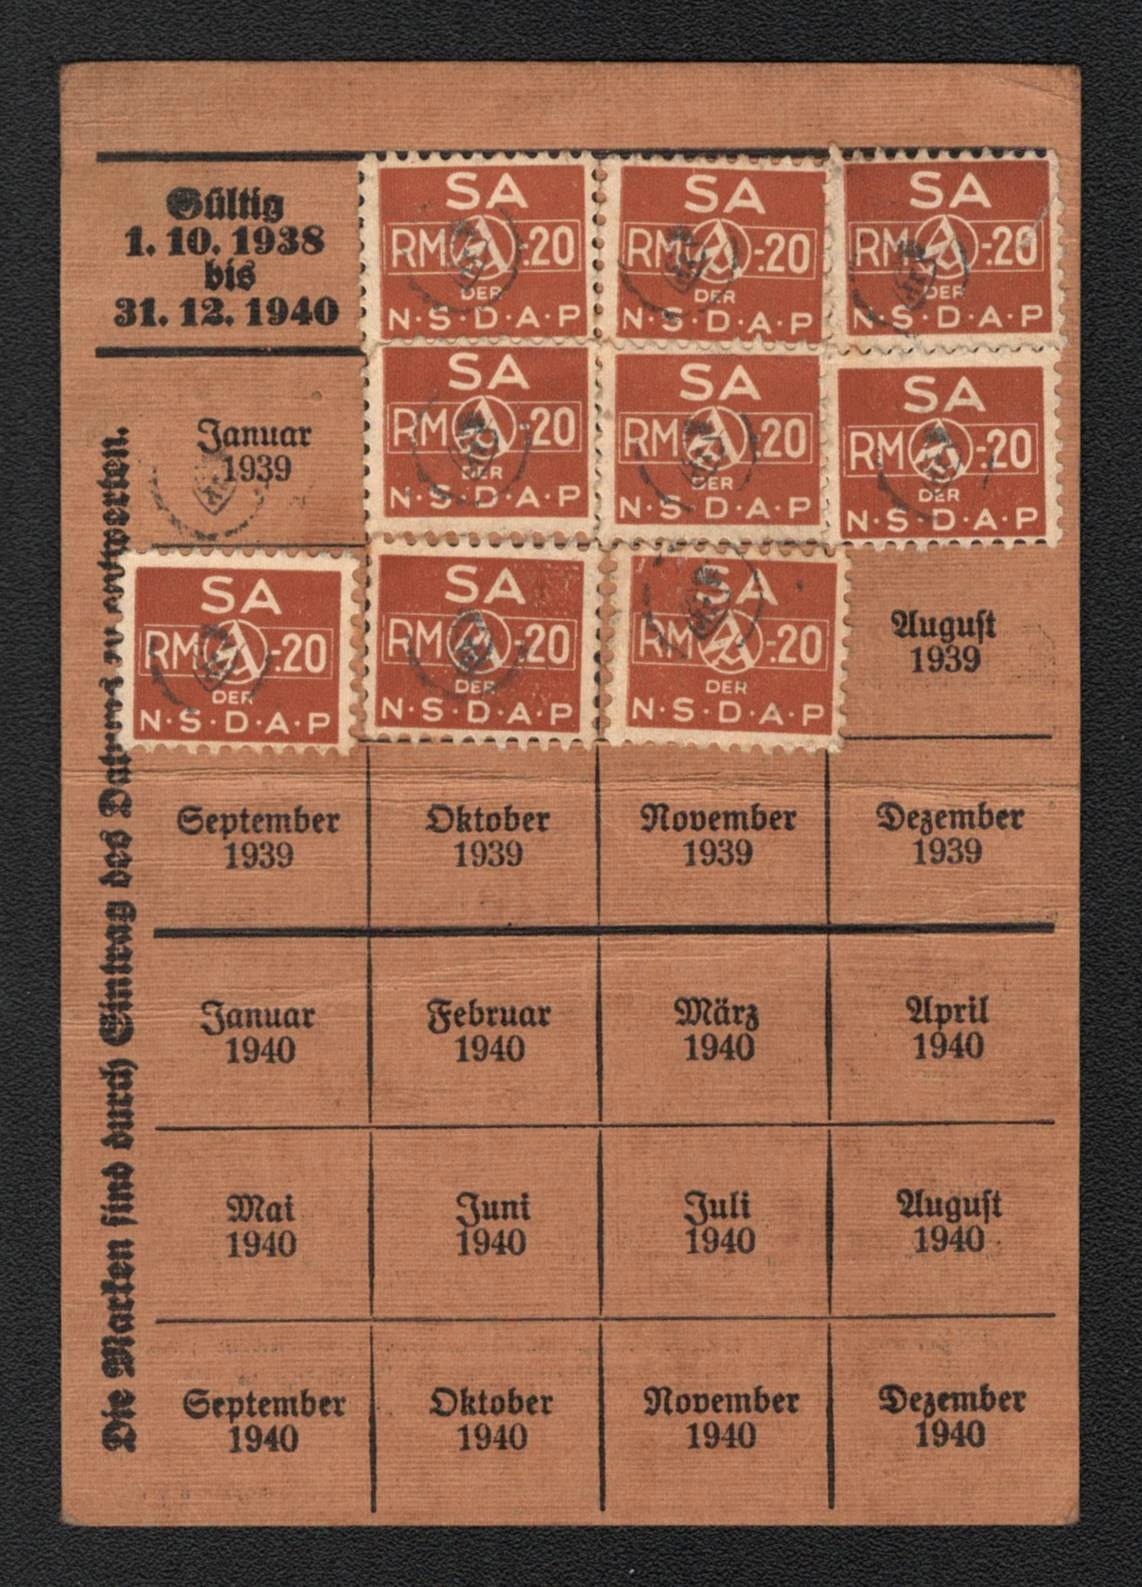 Gültig
1. 10. 1938
bis
31. 12. 1940
SA
RM -.20
DER
N·S·D·A·P
SA
RM -.20
DER
N·S·D·A·P
SA
RM -.20
DER
N·S·D·A·P
Januar
1939
SA
RM -.20
DER
N·S·D·A·P
SA
RM -.20
DER
N·S·D·A·P
SA
RM -.20
DER
N·S·D·A·P
SA
RM -.20
DER
N·S·D·A·P
SA
RM -.20
DER
N·S·D·A·P
SA
RM -.20
DER
N·S·D·A·P
August
1939
September
1939
Oktober
1939
November
1939
Dezember
1939
Januar
1940
Februar
1940
März
1940
April
1940
Mai
1940
Juni
1940
Juli
1940
August
1940
September
1940
Oktober
1940
November
1940
Dezember
1940
Die Marken sind durch Eintrag des Datums zu entwerten.